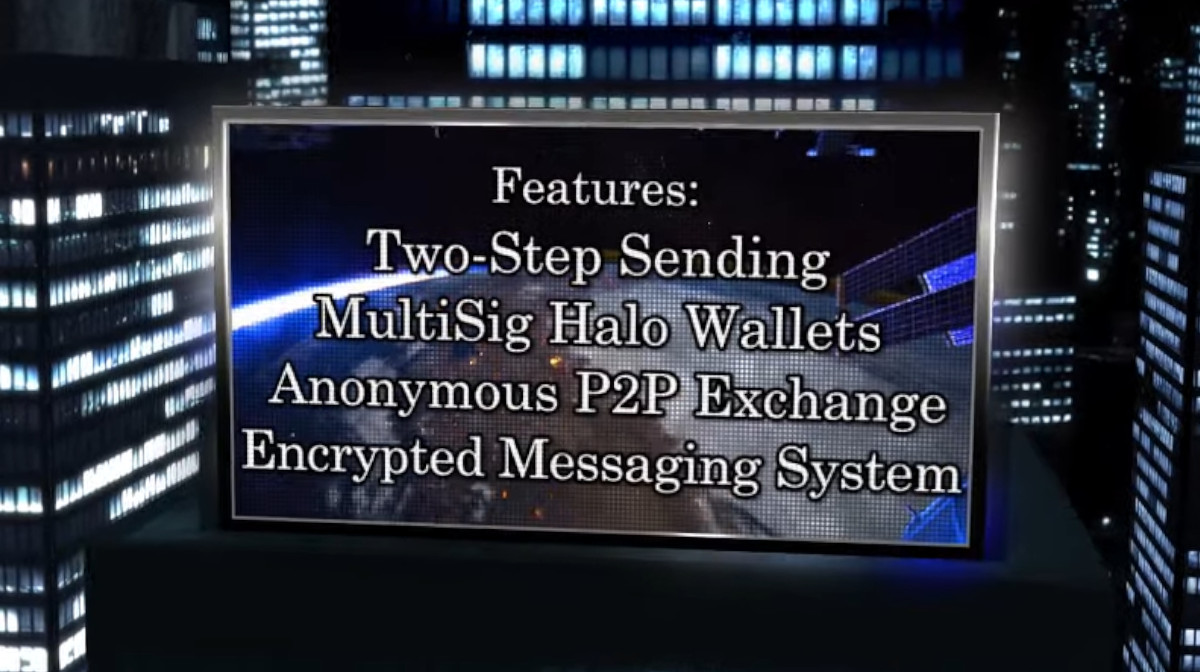 Features:
Two-Step Sending
MultiSig Halo Wallets
Anonymous P2P Exchange
Encrypted Messaging System